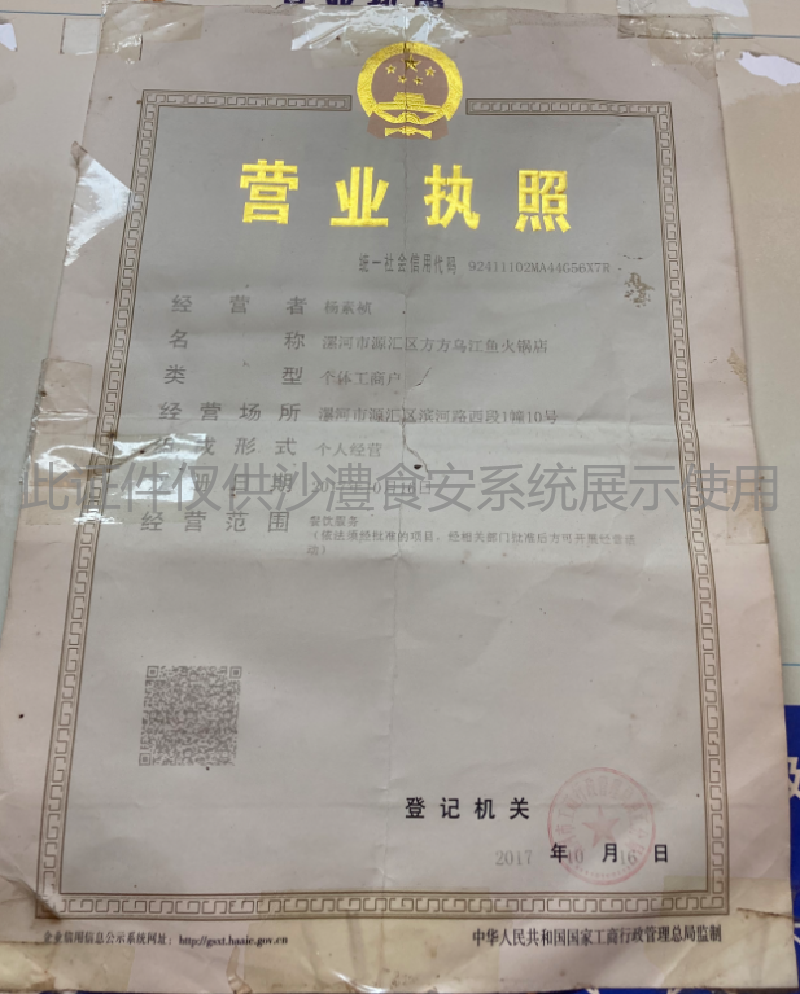 营业执照
统一社会信用代码 92411102MA44G56X7R
经营者 杨素桢
名称 漯河市源汇区方方乌江鱼火锅店
类型 个体工商户
经营场所 漯河市源汇区滨河路西段1幢10号
组成形式 个人经营
此证件仅供沙澧食安系统展示使用
注册日期
经营范围 餐饮服务
(依法须经批准的项目,经相关部门批准后方可开展经营活
动)
登记机关
2017 年10 月16 日
企业信用信息公示系统网址: http://gsxt.haaic.gov.cn
中华人民共和国国家工商行政管理总局监制